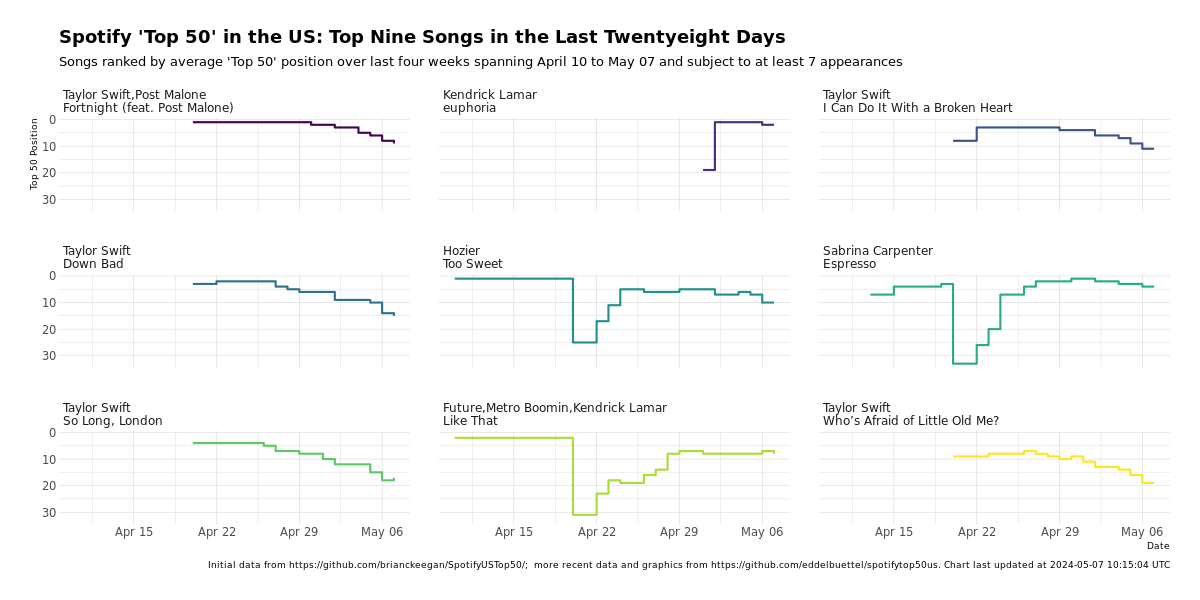 Spotify 'Top 50' in the US: Top Nine Songs in the Last Twentyeight Days
Songs ranked by average 'Top 50' position over last four weeks spanning April 10 to May 07 and subject to at least 7 appearances
Taylor Swift,Post Malone
Fortnight (feat. Post Malone)
Kendrick Lamar
euphoria
Taylor Swift
I Can Do It With a Broken Heart
Top 50 Position
0
10
20
30
Taylor Swift
Down Bad
Hozier
Too Sweet
Sabrina Carpenter
Espresso
0
10
20
30
Taylor Swift
So Long, London
Future,Metro Boomin,Kendrick Lamar
Like That
Taylor Swift
Who’s Afraid of Little Old Me?
0
10
20
30
Apr 15 Apr 22 Apr 29 May 06
Apr 15 Apr 22 Apr 29 May 06
Apr 15 Apr 22 Apr 29 May 06
Date
Initial data from https://github.com/brianckeegan/SpotifyUSTop50/;  more recent data and graphics from https://github.com/eddelbuettel/spotifytop50us. Chart last updated at 2024-05-07 10:15:04 UTC